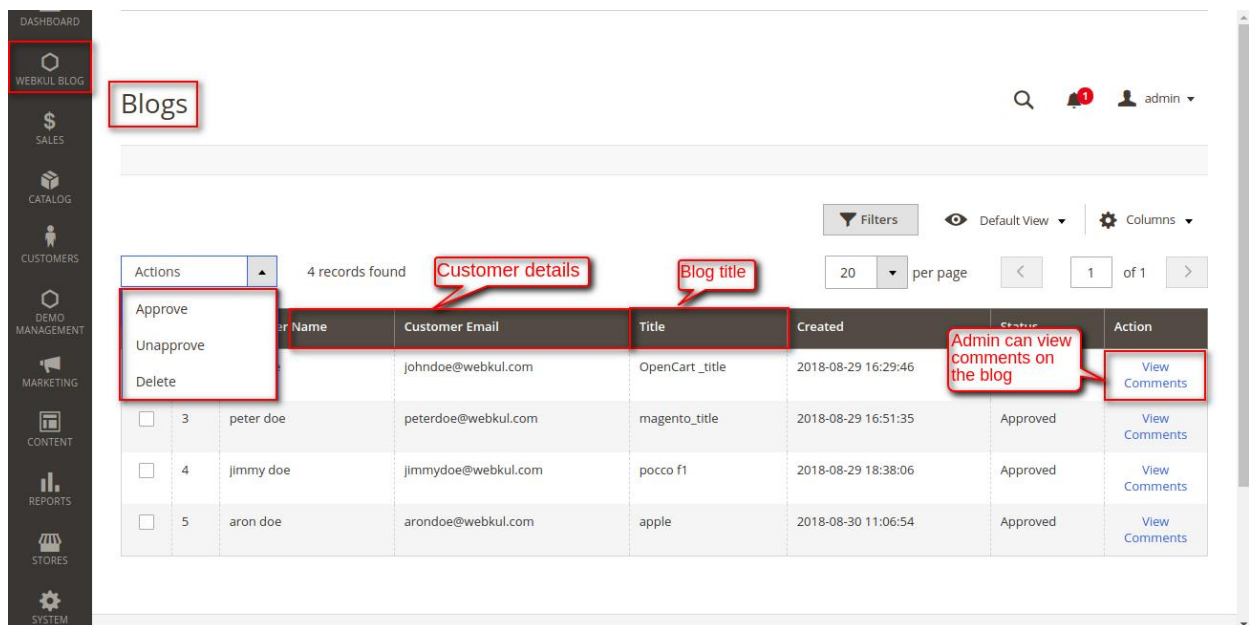 DASHBOARD
WEBKUL BLOG
SALES
CATALOG
CUSTOMERS
DEMO
MANAGEMENT
MARKETING
CONTENT
REPORTS
STORES
SYSTEM
Blogs
1
admin
Filters
Default View
Columns
Actions
4 records found
Customer details
Blog title
20
per page
1
of 1
Approve
Unapprove
Delete
Name Customer Email Title Created Status Action
johndoe@webkul.com OpenCart _title 2018-08-29 16:29:46 View
Comments
Admin can view
comments on
the blog
3 peter doe peterdoe@webkul.com magento_title 2018-08-29 16:51:35 Approved View
Comments
4 jimmy doe jimmydoe@webkul.com pocco f1 2018-08-29 18:38:06 Approved View
Comments
5 aron doe arondoe@webkul.com apple 2018-08-30 11:06:54 Approved View
Comments